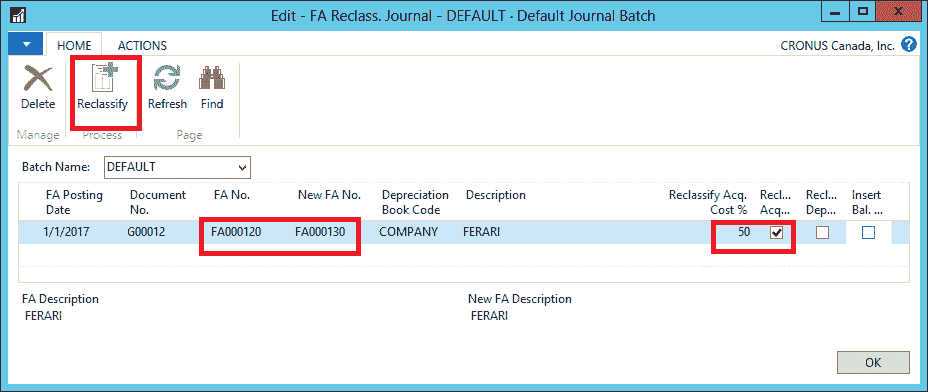 Edit - FA Reclass. Journal - DEFAULT · Default Journal Batch
HOME ACTIONS CRONUS Canada, Inc. ?
Delete Reclassify Refresh Find
Manage Process Page
Batch Name: DEFAULT
FA Posting Document FA No. New FA No. Depreciation Description Reclassify Acq. Recl... Recl... Insert
Date No. Book Code Cost % Acq... Dep... Bal. ...
1/1/2017 G00012 FA000120 FA000130 COMPANY FERARI 50
FA Description New FA Description
FERARI FERARI
OK